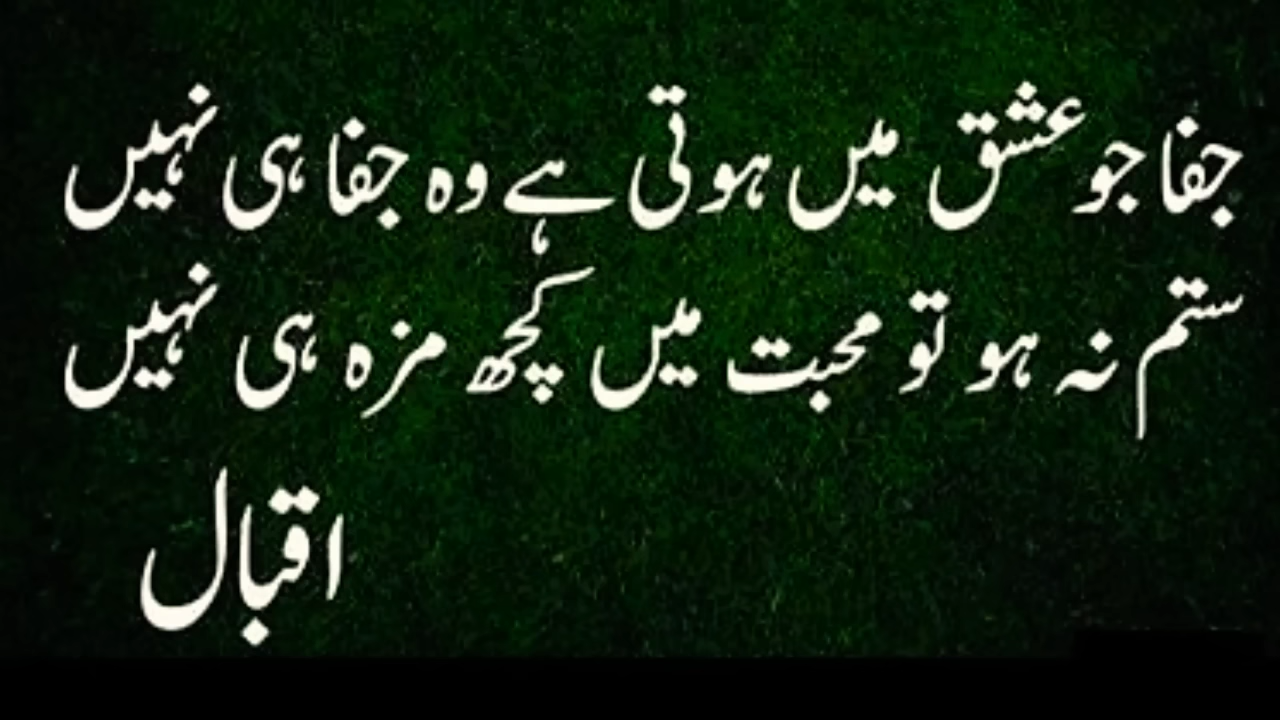 جفا جو عشق میں ہوتی ہے وہ جفا ہی نہیں
ستم نہ ہو تو محبت میں کچھ مزہ ہی نہیں
اقبال